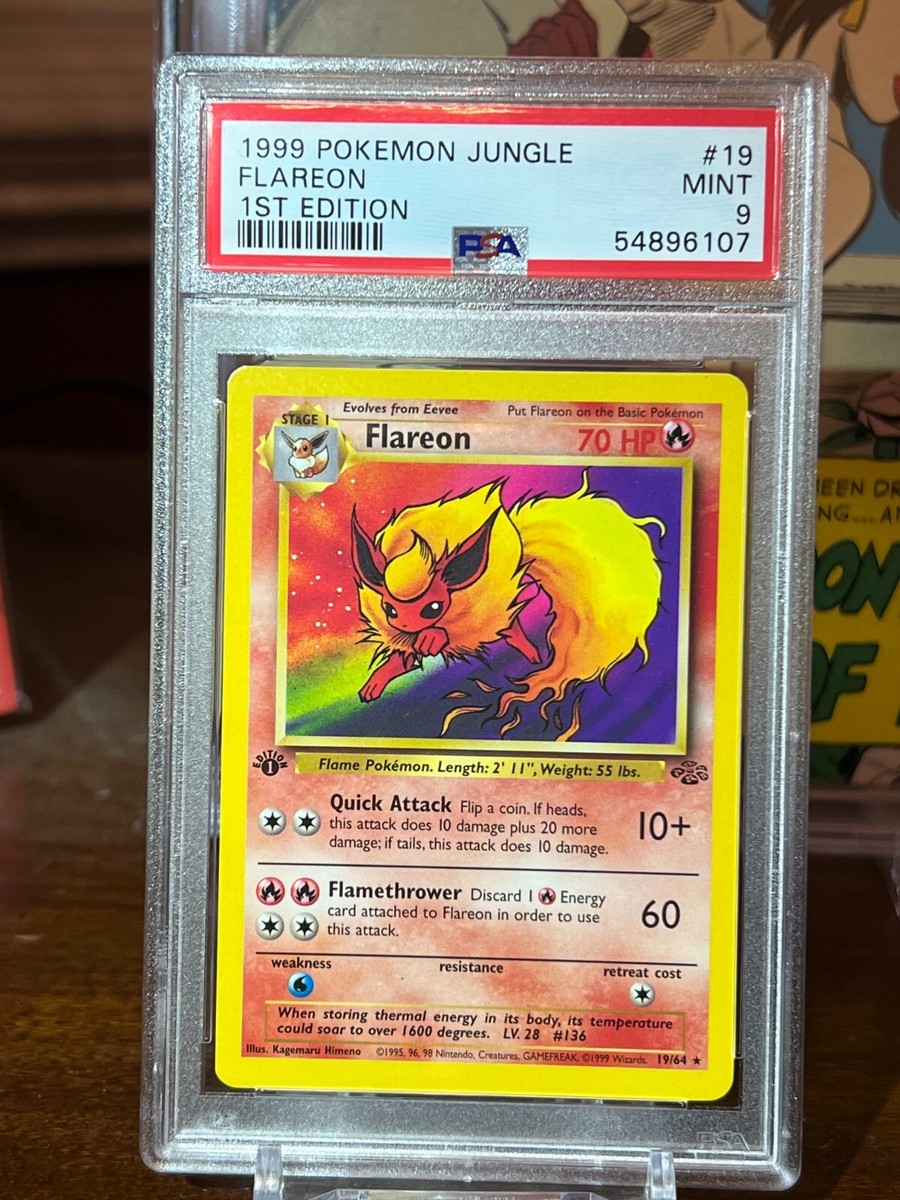 1999 POKEMON JUNGLE #19
FLAREON MINT
1ST EDITION 9
PSA 54896107
STAGE 1 Evolves from Eevee Put Flareon on the Basic Pokémon
Flareon 70 HP
EDITION 1
Flame Pokémon. Length: 2' 11", Weight: 55 lbs.
Quick Attack Flip a coin. If heads,
this attack does 10 damage plus 20 more 10+
damage; if tails, this attack does 10 damage.
Flamethrower Discard 1 Energy
card attached to Flareon in order to use 60
this attack.
weakness resistance retreat cost
When storing thermal energy in its body, its temperature
could soar to over 1600 degrees. LV. 28 #136
Illus. Kagemaru Himeno ©1995, 96, 98 Nintendo, Creatures, GAMEFREAK. ©1999 Wizards. 19/64 ★
PSA
OF